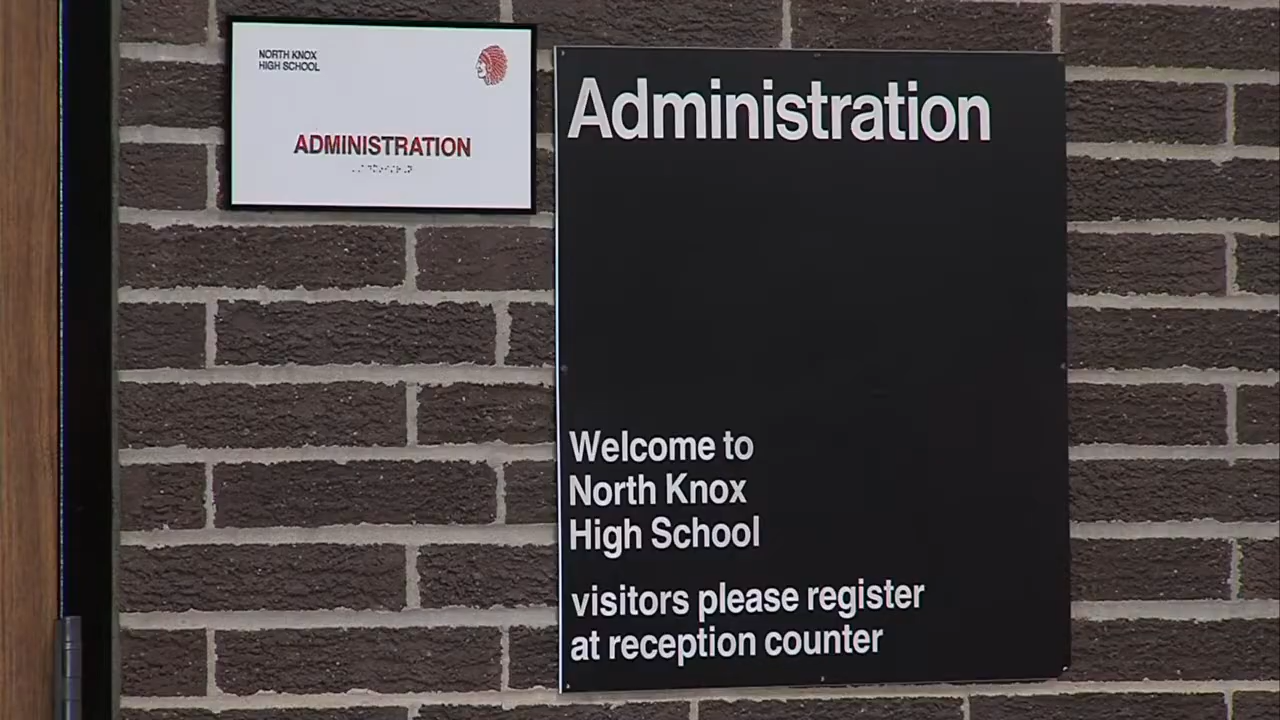 NORTH KNOX
HIGH SCHOOL
ADMINISTRATION
Administration
Welcome to
North Knox
High School
visitors please register
at reception counter